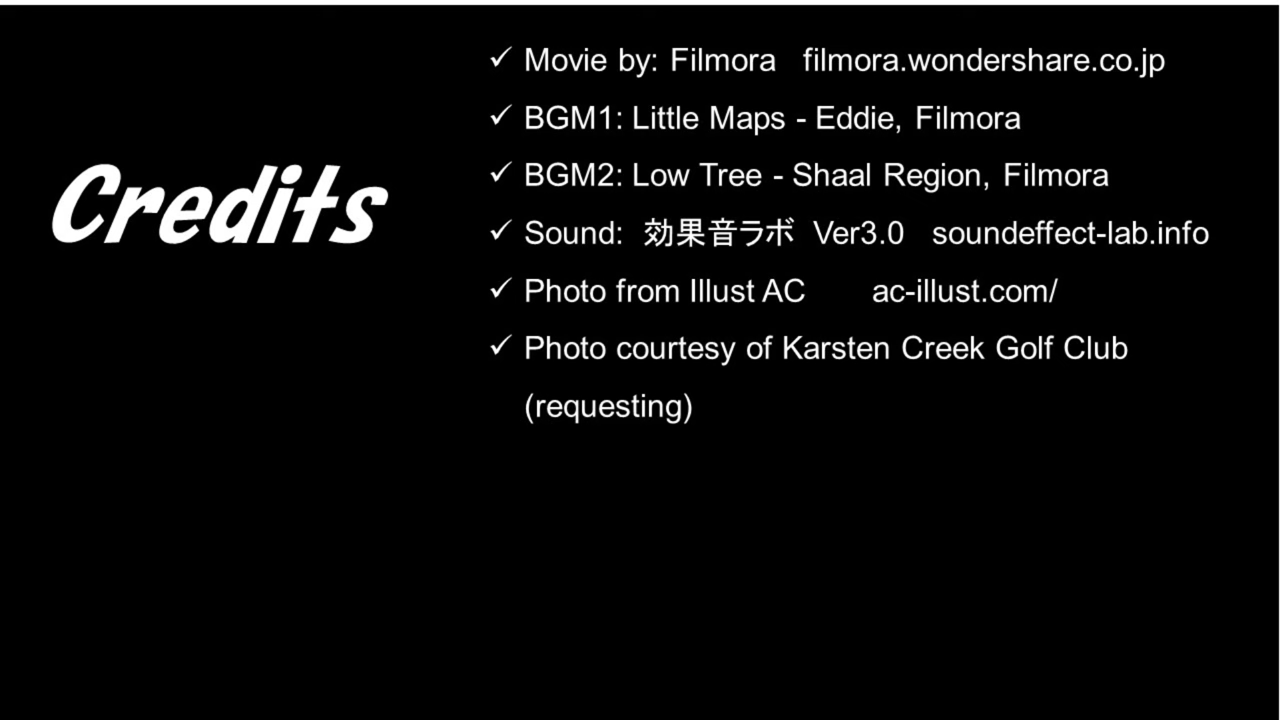 Credits
✓ Movie by: Filmora filmora.wondershare.co.jp
✓ BGM1: Little Maps - Eddie, Filmora
✓ BGM2: Low Tree - Shaal Region, Filmora
✓ Sound: 効果音ラボ Ver3.0 soundeffect-lab.info
✓ Photo from Illust AC ac-illust.com/
✓ Photo courtesy of Karsten Creek Golf Club
(requesting)